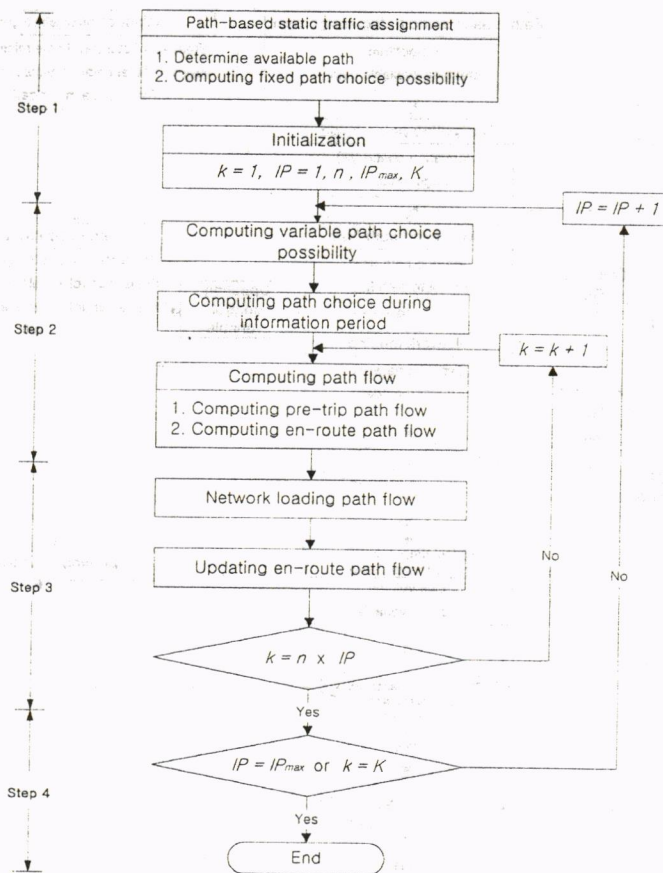 Path-based static traffic assignment
1. Determine available path
2. Computing fixed path choice possibility
Step 1
Initialization
k = 1, IP = 1, n , IPmax, K
IP = IP + 1
Computing variable path choice
possibility
Computing path choice during
information period
Step 2
k = k + 1
Computing path flow
1. Computing pre-trip path flow
2. Computing en-route path flow
Network loading path flow
No
No
Updating en-route path flow
Step 3
k = n x IP
Yes
IP = IPmax or k = K
Step 4
Yes
End